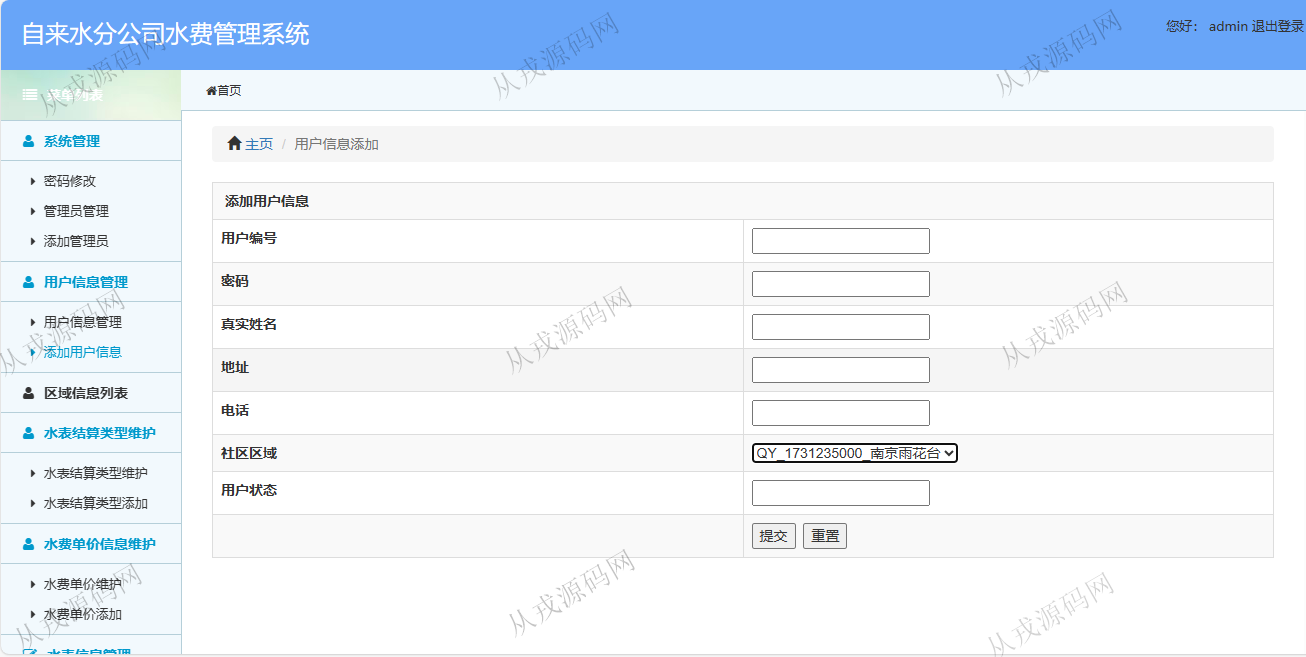 自来水分公司水费管理系统
您好： admin 退出登录
菜单列表
首页
系统管理
密码修改
管理员管理
添加管理员
用户信息管理
用户信息管理
添加用户信息
区域信息列表
水表结算类型维护
水表结算类型维护
水表结算类型添加
水费单价信息维护
水费单价维护
水费单价添加
水表信息管理
主页 / 用户信息添加
添加用户信息
用户编号
密码
真实姓名
地址
电话
社区区域 QY_1731235000_南京雨花台
用户状态
提交 重置
从戎源码网
从戎源码网
从戎源码网
从戎源码网
从戎源码网
从戎源码网
从戎源码网
从戎源码网
从戎源码网